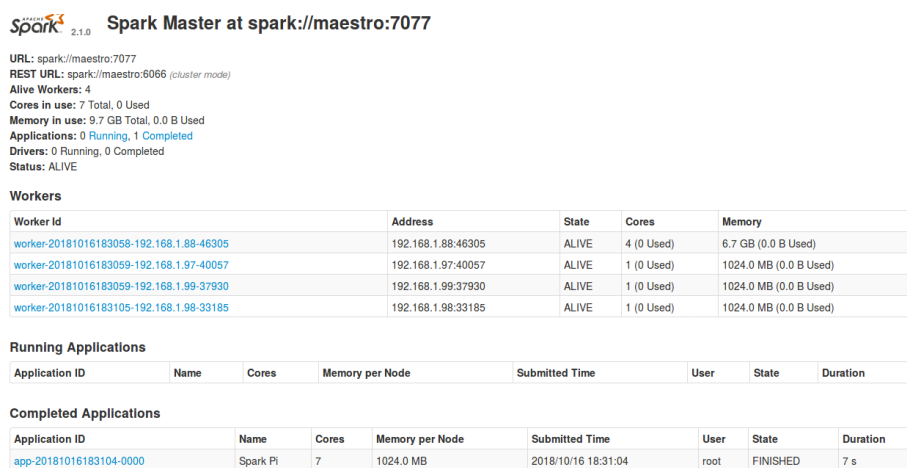 APACHE Spark 2.1.0 Spark Master at spark://maestro:7077
URL: spark://maestro:7077
REST URL: spark://maestro:6066 (cluster mode)
Alive Workers: 4
Cores in use: 7 Total, 0 Used
Memory in use: 9.7 GB Total, 0.0 B Used
Applications: 0 Running, 1 Completed
Drivers: 0 Running, 0 Completed
Status: ALIVE
Workers
Worker Id Address State Cores Memory
worker-20181016183058-192.168.1.88-46305 192.168.1.88:46305 ALIVE 4 (0 Used) 6.7 GB (0.0 B Used)
worker-20181016183059-192.168.1.97-40057 192.168.1.97:40057 ALIVE 1 (0 Used) 1024.0 MB (0.0 B Used)
worker-20181016183059-192.168.1.99-37930 192.168.1.99:37930 ALIVE 1 (0 Used) 1024.0 MB (0.0 B Used)
worker-20181016183105-192.168.1.98-33185 192.168.1.98:33185 ALIVE 1 (0 Used) 1024.0 MB (0.0 B Used)
Running Applications
Application ID Name Cores Memory per Node Submitted Time User State Duration
Completed Applications
Application ID Name Cores Memory per Node Submitted Time User State Duration
app-20181016183104-0000 Spark Pi 7 1024.0 MB 2018/10/16 18:31:04 root FINISHED 7 s